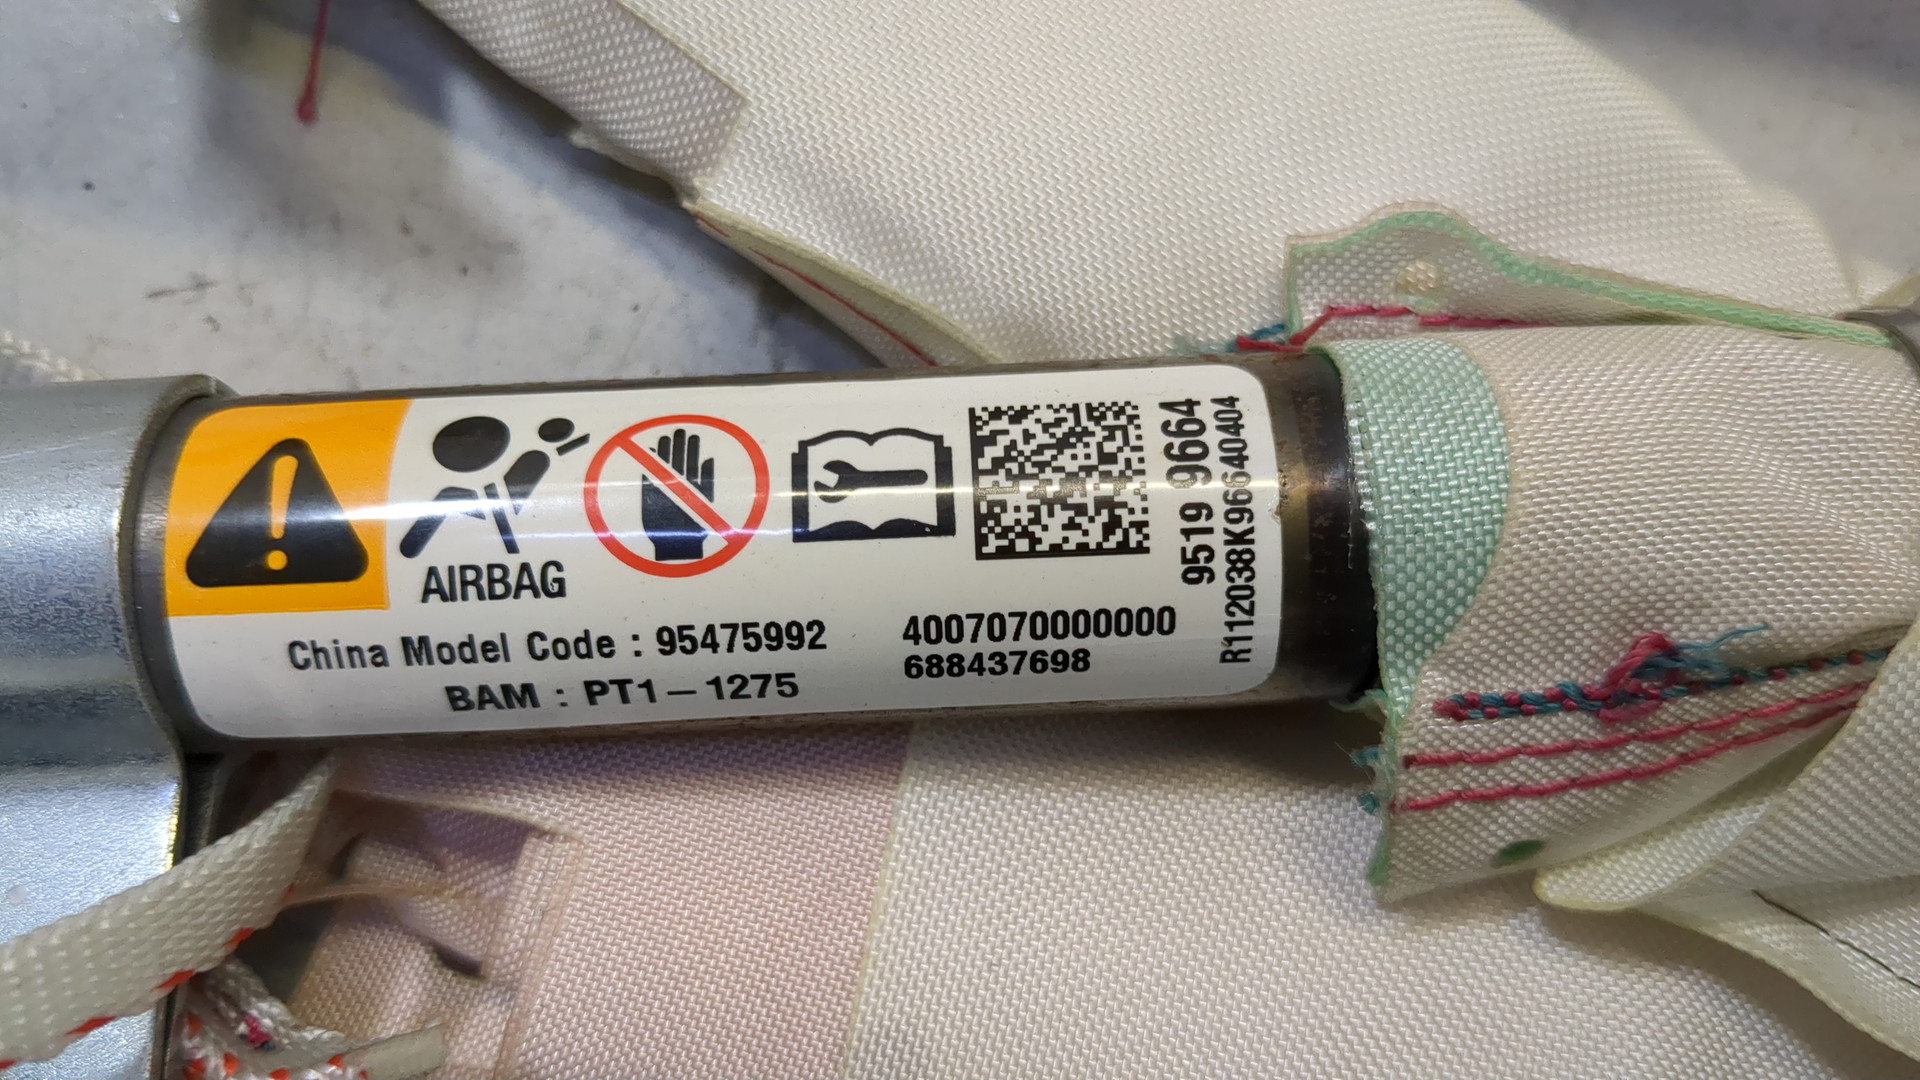 AIRBAG
China Model Code : 95475992
BAM : PT1-1275
4007070000000
688437698
9519 9664
R112038K96640404